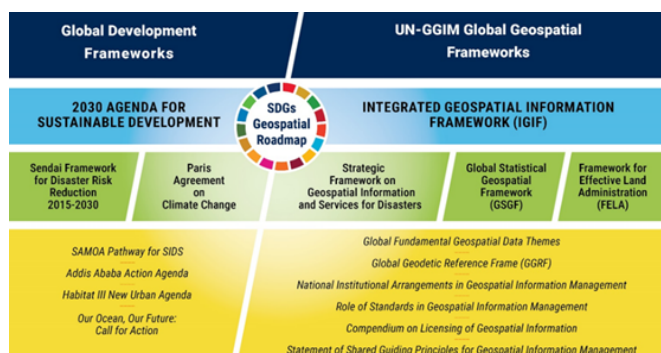 Global Development
Frameworks
UN-GGIM Global Geospatial
Frameworks
2030 AGENDA FOR
SUSTAINABLE DEVELOPMENT
SDGs
Geospatial
Roadmap
INTEGRATED GEOSPATIAL INFORMATION
FRAMEWORK (IGIF)
Sendai Framework
for Disaster Risk
Reduction
2015-2030
Paris
Agreement
on
Climate Change
Strategic
Framework on
Geospatial Information
and Services for Disasters
Global Statistical
Geospatial
Framework
(GSGF)
Framework for
Effective Land
Administration
(FELA)
SAMOA Pathway for SIDS
Addis Ababa Action Agenda
Habitat III New Urban Agenda
Our Ocean, Our Future:
Call for Action
Global Fundamental Geospatial Data Themes
Global Geodetic Reference Frame (GGRF)
National Institutional Arrangements in Geospatial Information Management
Role of Standards in Geospatial Information Management
Compendium on Licensing of Geospatial Information
Statement of Shared Guiding Principles for Geospatial Information Management